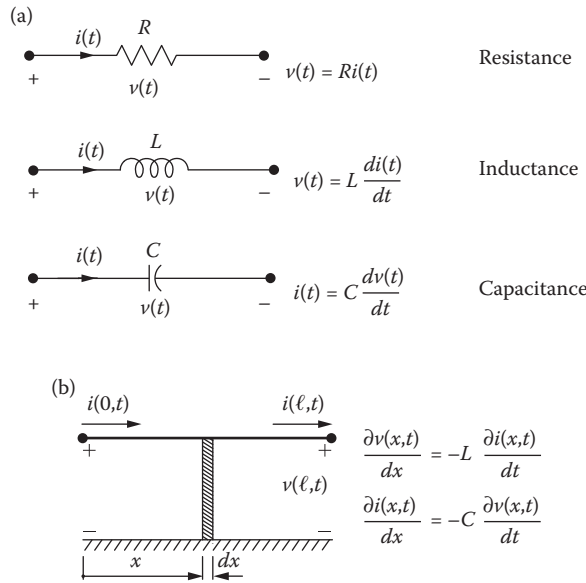 (a)
i(t) R
+ v(t) − v(t) = Ri(t) Resistance
i(t) L
+ v(t) − v(t) = L di(t)/dt Inductance
i(t) C
+ v(t) − i(t) = C dv(t)/dt Capacitance
(b)
i(0,t) i(ℓ,t)
+ +
∂v(x,t)/dx = −L ∂i(x,t)/dt
v(ℓ,t)
∂i(x,t)/dx = −C ∂v(x,t)/dt
− −
x dx